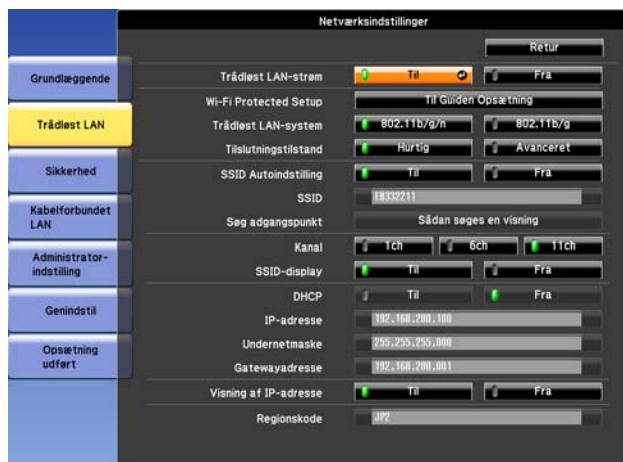 Netværksindstillinger
Retur
Grundlæggende
Trådløst LAN
Sikkerhed
Kabelforbundet
LAN
Administrator-
indstilling
Genindstil
Opsætning
udført
Trådløst LAN-strøm Til Fra
Wi-Fi Protected Setup Til Guiden Opsætning
Trådløst LAN-system 802.11b/g/n 802.11b/g
Tilslutningstilstand Hurtig Avanceret
SSID Autoindstilling Til Fra
SSID EB332211
Søg adgangspunkt Sådan søges en visning
Kanal 1ch 6ch 11ch
SSID-display Til Fra
DHCP Til Fra
IP-adresse 192.168.200.100
Undernetmaske 255.255.255.000
Gatewayadresse 192.168.200.001
Visning af IP-adresse Til Fra
Regionskode JP2